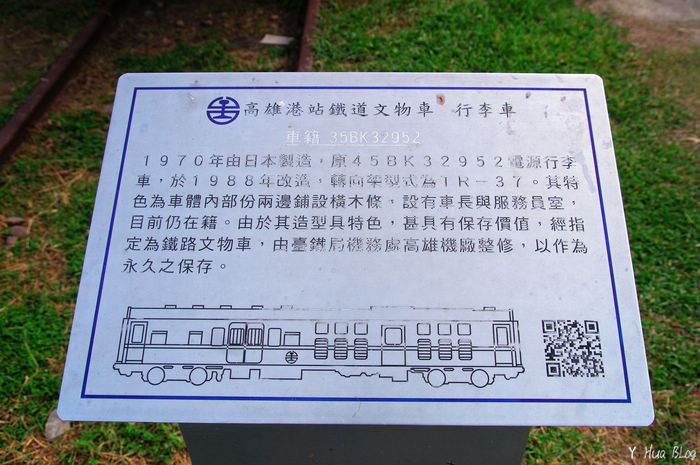 高雄港站鐵道文物車 行李車
車籍 35BK32952
1970年由日本製造，原45BK32952電源行李
車，於1988年改造，轉向架型式為TR－37。其特
色為車體內部份兩邊鋪設橫木條，設有車長與服務員室，
目前仍在籍。由於其造型具特色，甚具有保存價值，經指
定為鐵路文物車，由臺鐵局機務處高雄機廠整修，以作為
永久之保存。
Y Hua Blog